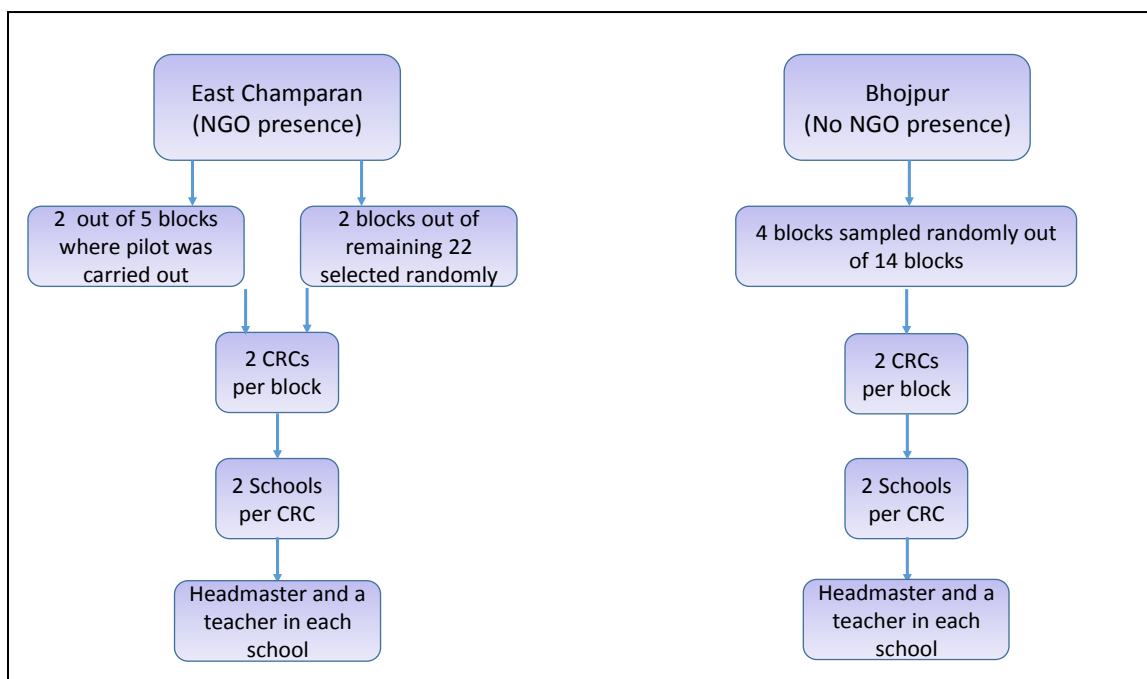 East Champaran
(NGO presence)
2 out of 5 blocks
where pilot was
carried out
2 blocks out of
remaining 22
selected randomly
2 CRCs
per block
2 Schools
per CRC
Headmaster and a
teacher in each
school
Bhojpur
(No NGO presence)
4 blocks sampled randomly out
of 14 blocks
2 CRCs
per block
2 Schools
per CRC
Headmaster and a
teacher in each
school